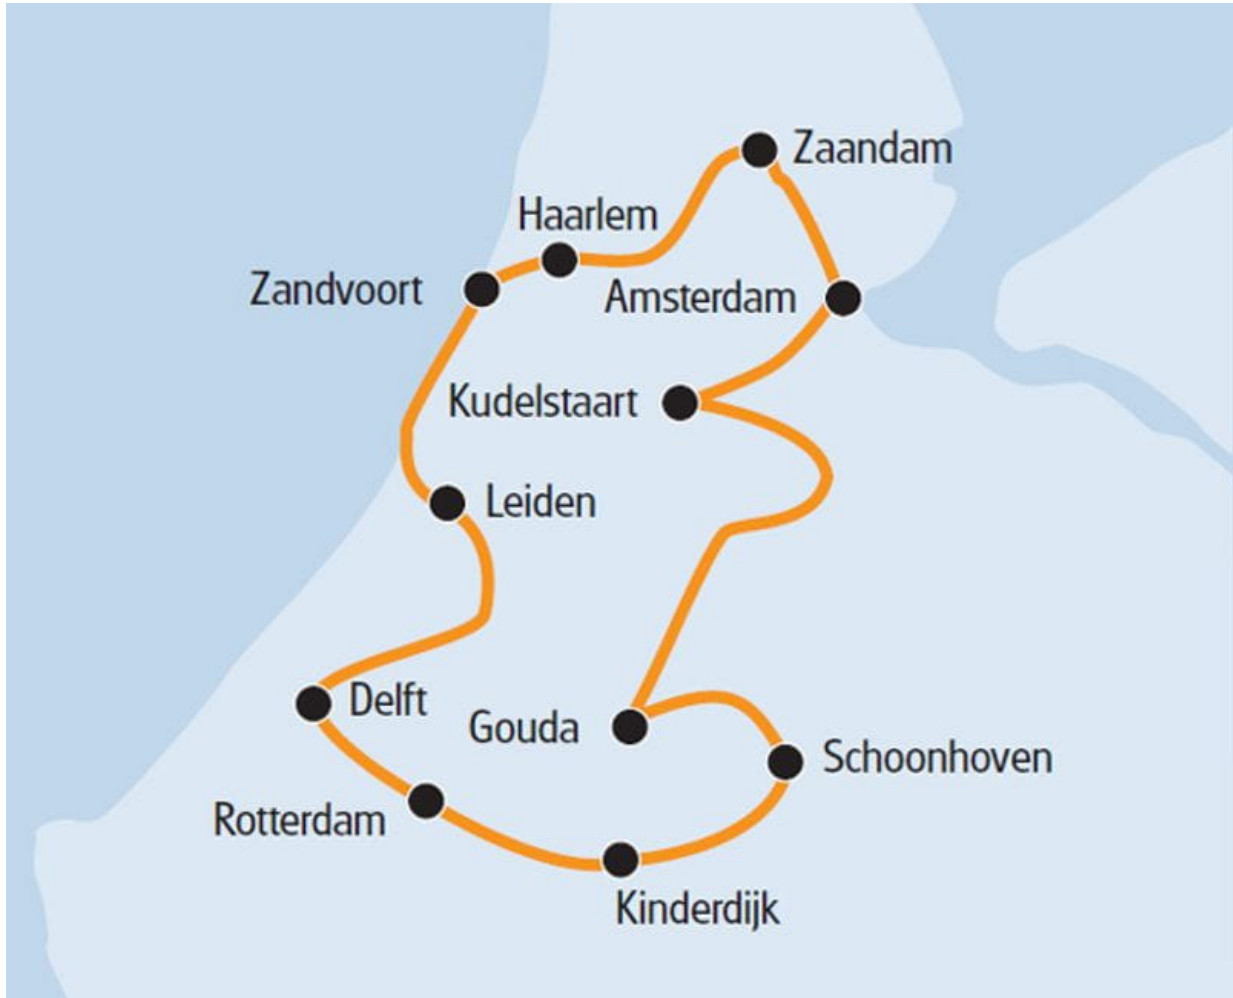 Zaandam
Haarlem
Zandvoort
Amsterdam
Kudelstaart
Leiden
Delft
Gouda
Schoonhoven
Rotterdam
Kinderdijk